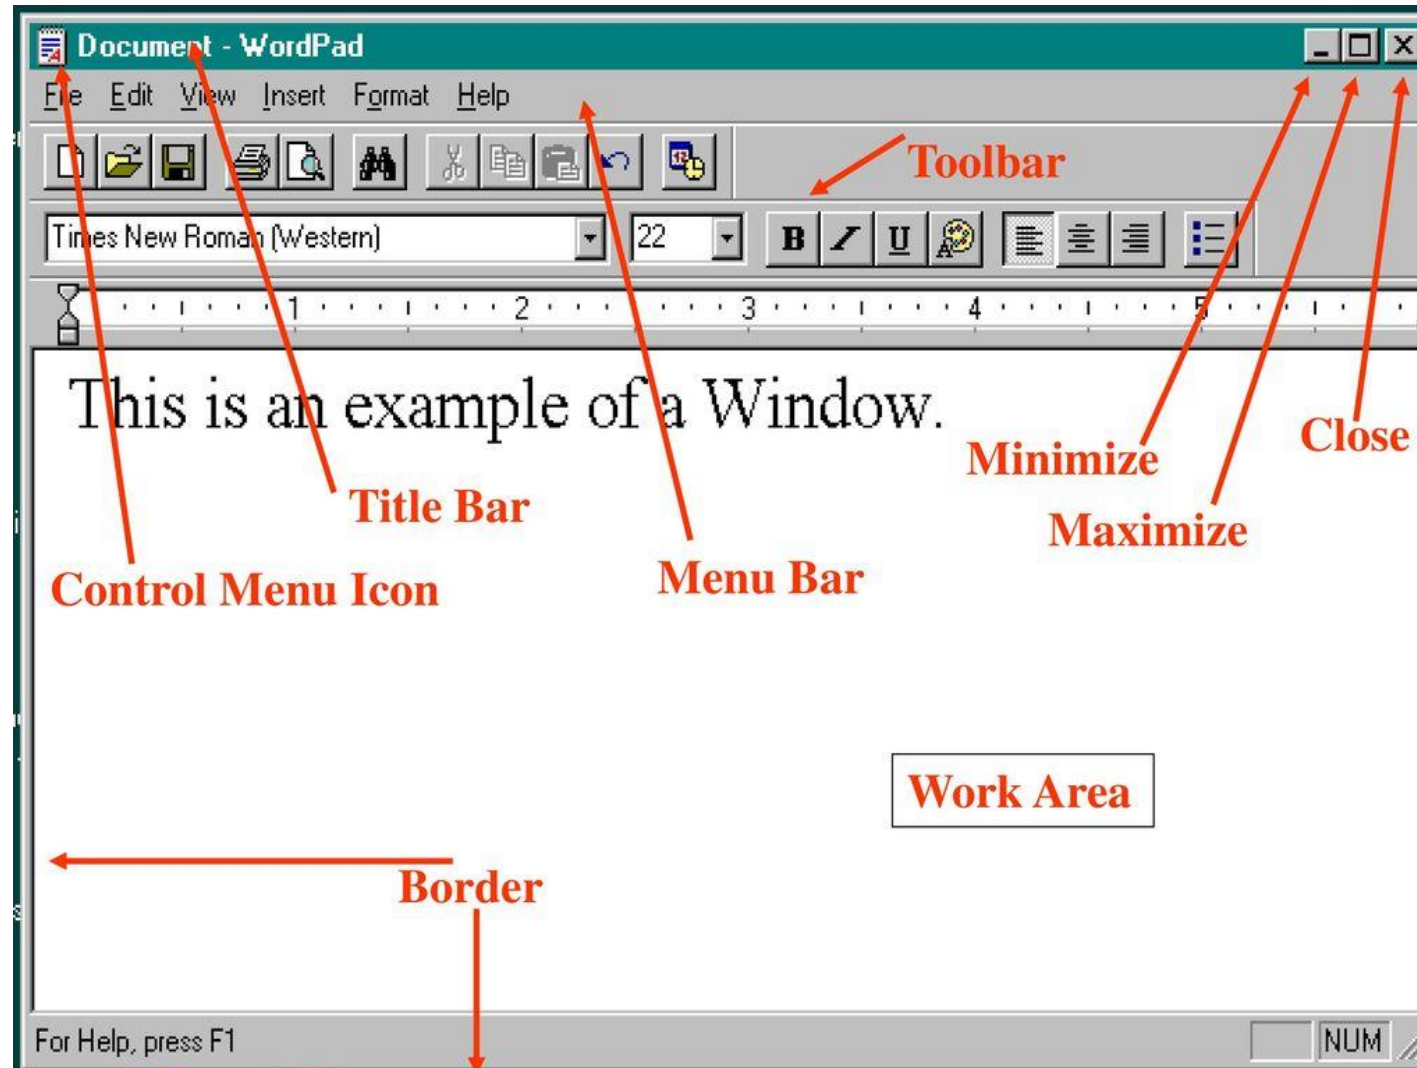 Document - WordPad
File Edit View Insert Format Help
Toolbar
Times New Roman (Western) 22 B I U
1 2 3 4 5
This is an example of a Window.
Minimize Close
Title Bar Maximize
Control Menu Icon Menu Bar
Work Area
Border
For Help, press F1 NUM